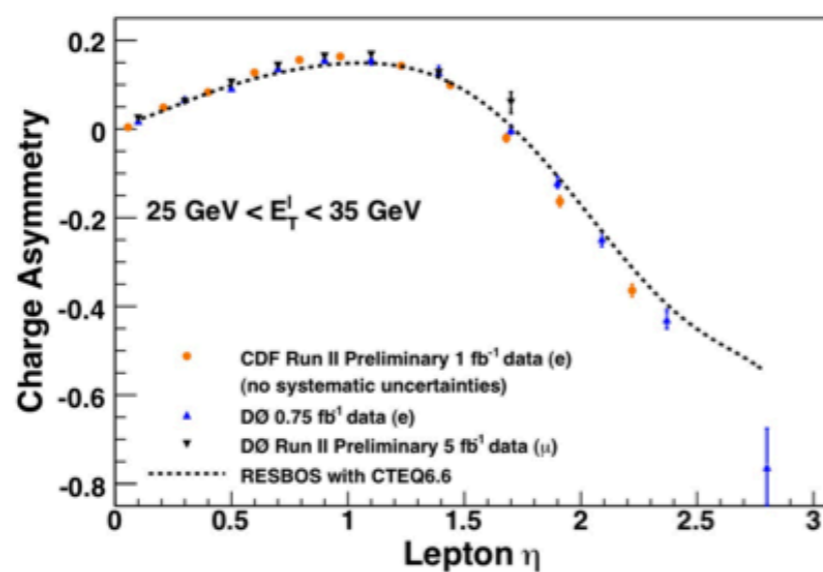 0.2
0
-0.2
-0.4
-0.6
-0.8
Charge Asymmetry
25 GeV < E_T^l < 35 GeV
CDF Run II Preliminary 1 fb⁻¹ data (e)
(no systematic uncertainties)
DØ 0.75 fb⁻¹ data (e)
DØ Run II Preliminary 5 fb⁻¹ data (μ)
RESBOS with CTEQ6.6
0 0.5 1 1.5 2 2.5 3
Lepton η